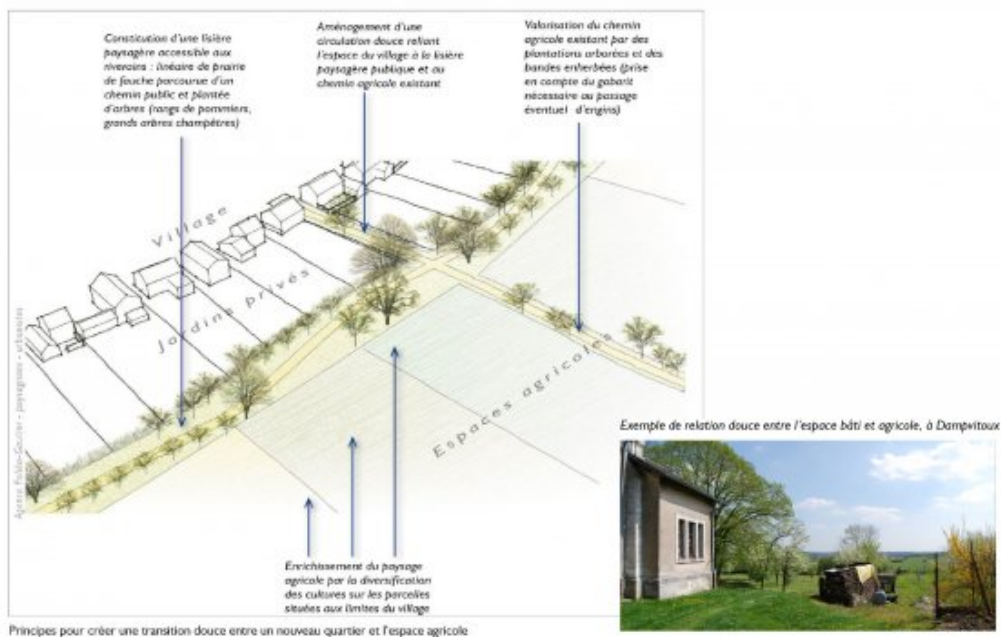 Constitution d'une lisière
paysagère accessible aux
riverains : linéaire de prairie
de fauche parcourue d'un
chemin public et plantée
d'arbres (rangs de pommiers,
grands arbres champêtres)
Aménagement d'une
circulation douce reliant
l'espace du village à la lisière
paysagère publique et au
chemin agricole existant
Valorisation du chemin
agricole existant par des
plantations arborées et des
bandes enherbées (prise
en compte du gabarit
nécessaire au passage
éventuel d'engins)
Village
Jardins privés
Espaces agricoles
Enrichissement du paysage
agricole par la diversification
des cultures sur les parcelles
situées aux limites du village
Exemple de relation douce entre l'espace bâti et agricole, à Dampvitoux
Principes pour créer une transition douce entre un nouveau quartier et l'espace agricole
Agence - paysagistes - urbanistes